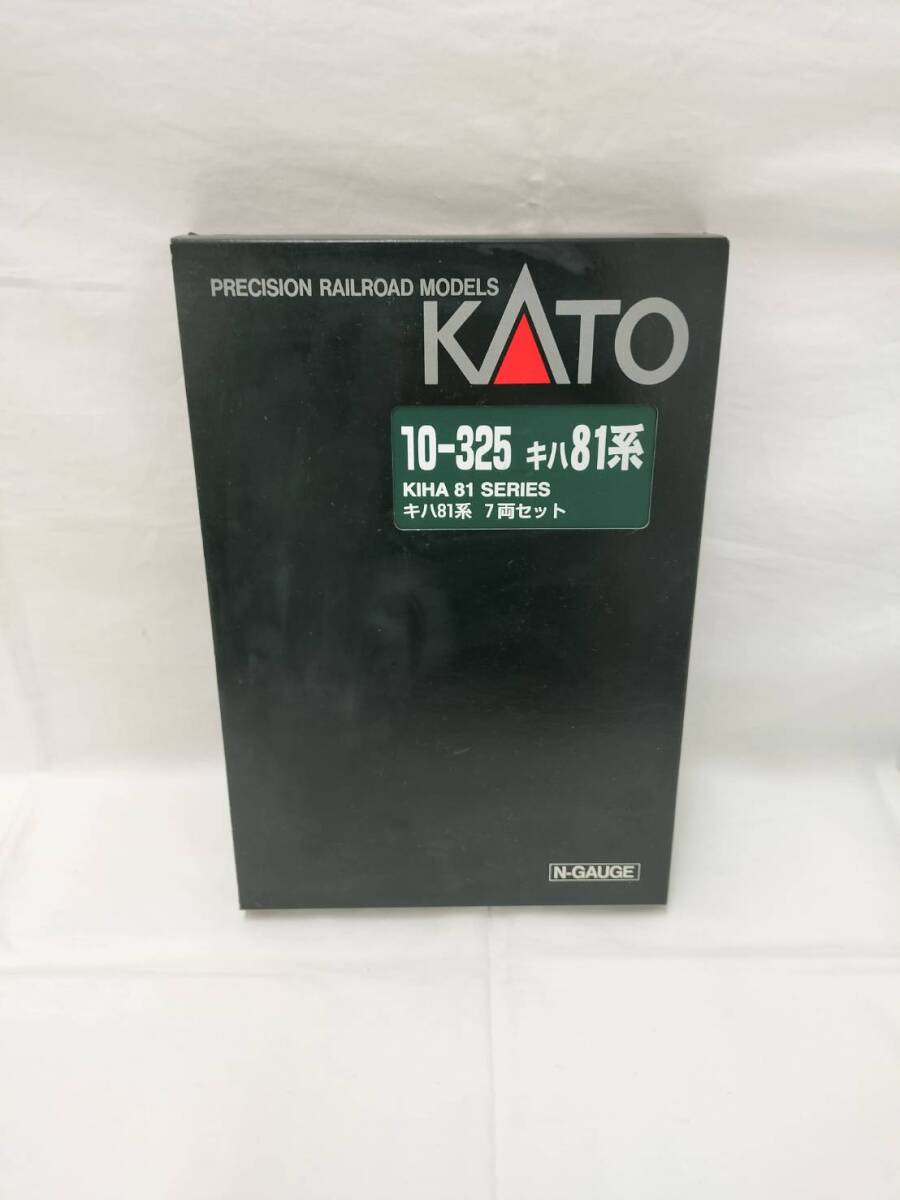 PRECISION RAILROAD MODELS
KATO
10-325 キハ81系
KIHA 81 SERIES
キハ81系 7両セット
N-GAUGE